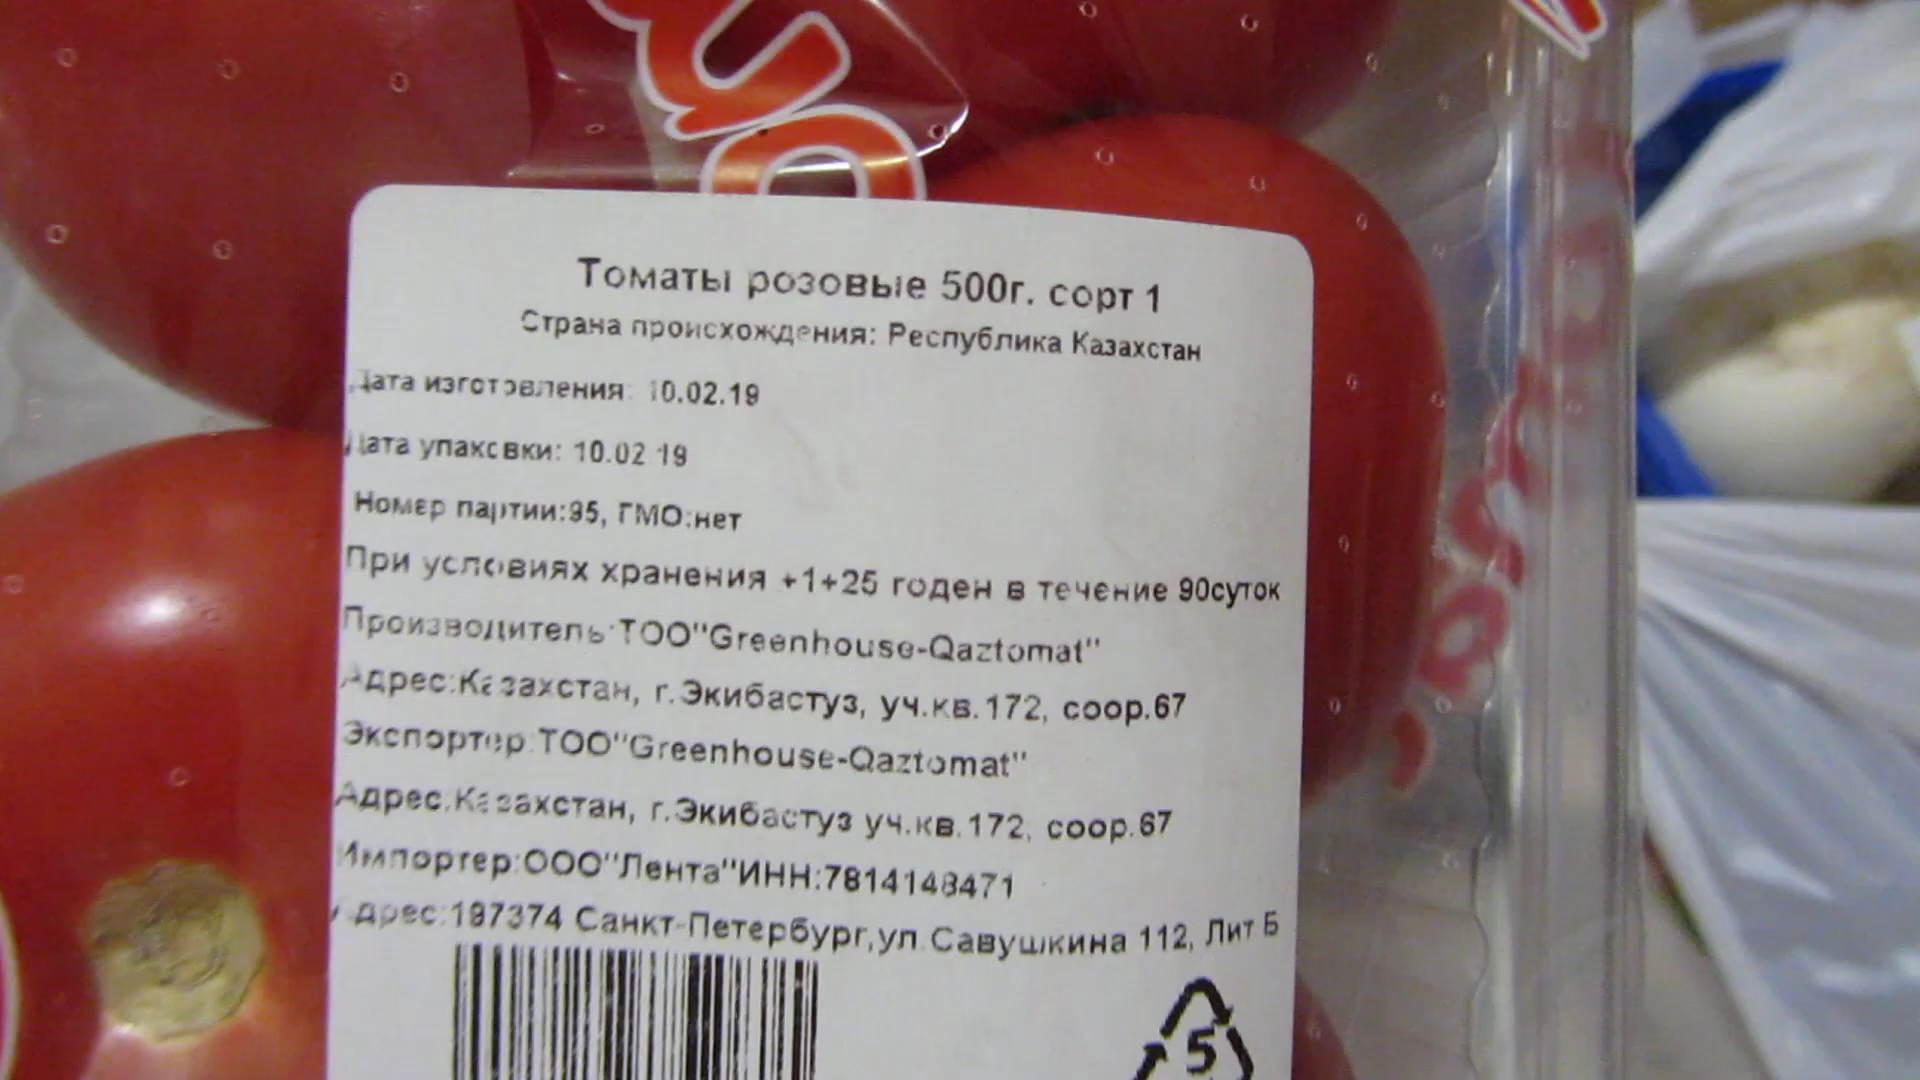 Томаты розовые 500г. сорт 1
Страна происхождения: Республика Казахстан
Дата изготовления: 10.02.19
Дата упаковки: 10.02 19
Номер партии:95, ГМО:нет
При условиях хранения +1+25 годен в течение 90суток
Производитель:ТОО"Greenhouse-Qaztomat"
Адрес:Казахстан, г.Экибастуз, уч.кв.172, соор.67
Экспортер:ТОО"Greenhouse-Qaztomat"
Адрес:Казахстан, г.Экибастуз уч.кв.172, соор.67
Импортер:ООО"Лента"ИНН:7814148471
Адрес:197374 Санкт-Петербург,ул.Савушкина 112, Лит Б
5